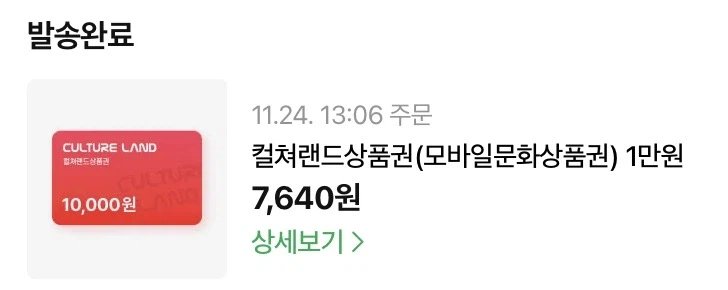 발송완료
CULTURE LAND
컬쳐랜드상품권
CULTURE
LAND
10,000원
11.24. 13:06 주문
컬쳐랜드상품권(모바일문화상품권) 1만원
7,640원
상세보기 >